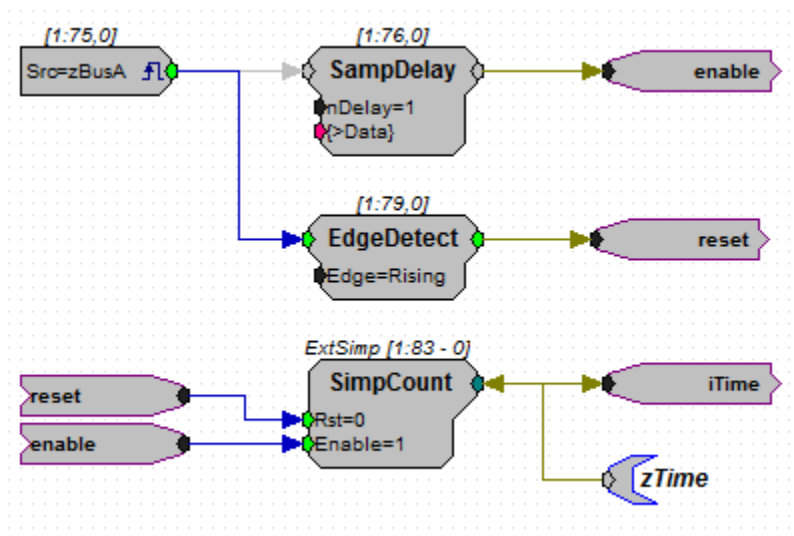 [1:75,0]
Src=zBusA
[1:76,0]
SampDelay
nDelay=1
{>Data}
enable
[1:79,0]
EdgeDetect
Edge=Rising
reset
ExtSimp [1:83 - 0]
SimpCount
Rst=0
Enable=1
reset
enable
iTime
zTime